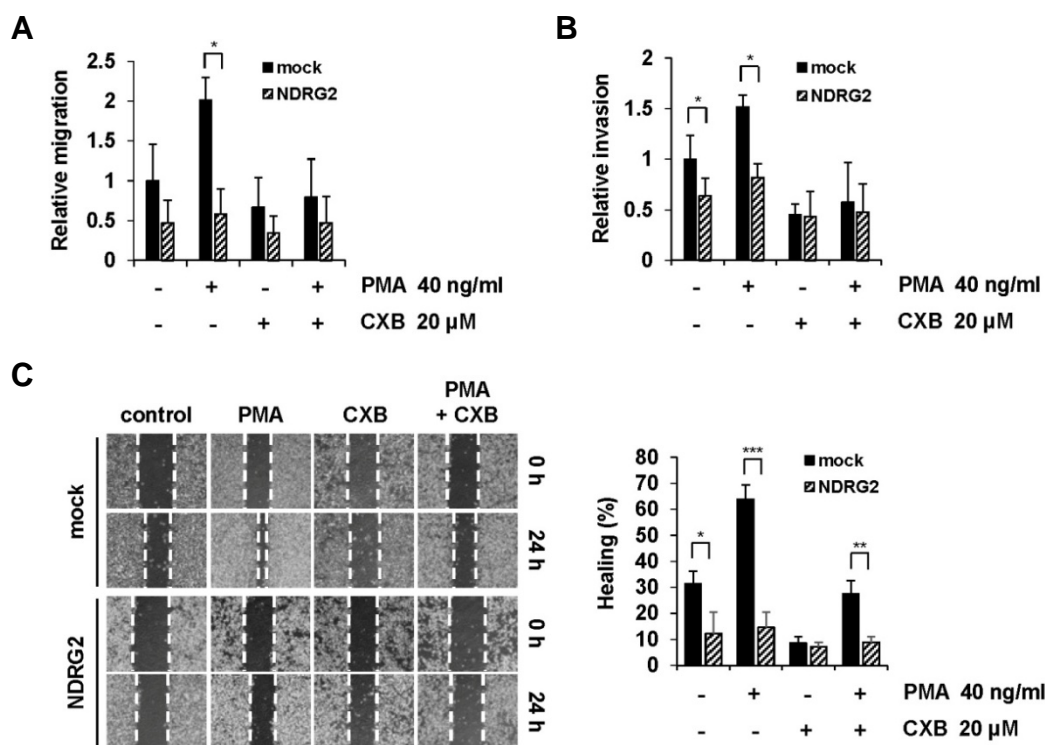 A
Relative migration
2.5
2
1.5
1
0.5
0
*
mock
NDRG2
- + - + PMA 40 ng/ml
- - + + CXB 20 µM
B
Relative invasion
2
1.5
1
0.5
0
*
*
mock
NDRG2
- + - + PMA 40 ng/ml
- - + + CXB 20 µM
C
control PMA CXB PMA
+ CXB
mock
0 h
24 h
NDRG2
0 h
24 h
Healing (%)
80
70
60
50
40
30
20
10
0
*
***
**
mock
NDRG2
- + - + PMA 40 ng/ml
- - + + CXB 20 µM